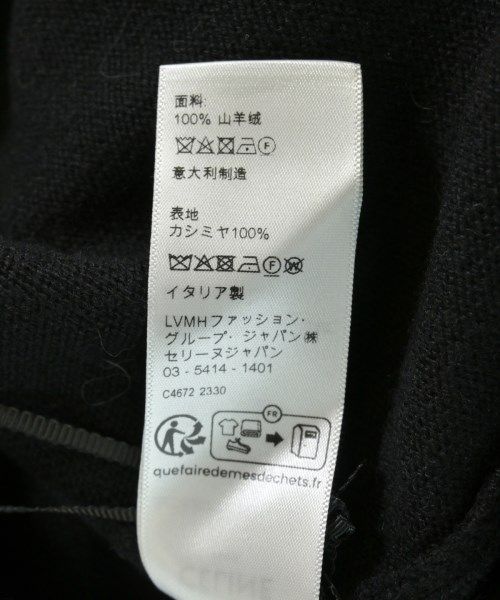 面料:
100% 山羊绒
F
意大利制造
表地
カシミヤ100%
F W
イタリア製
LVMHファッション・
グループ・ジャパン㈱
セリーヌジャパン
03 - 5414 - 1401
C4672 2330
FR
quefairedemesdechets.fr
CELINE